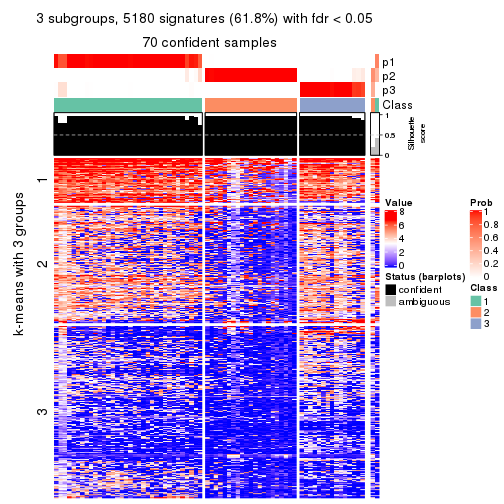 3 subgroups, 5180 signatures (61.8%) with fdr < 0.05
70 confident samples
p1
p2
p3
Class
1
0.5
0
Silhouette
score
k-means with 3 groups
1
2
3
Value
8
6
4
2
0
Status (barplots)
confident
ambiguous
Prob
1
0.8
0.6
0.4
0.2
0
Class
1
2
3